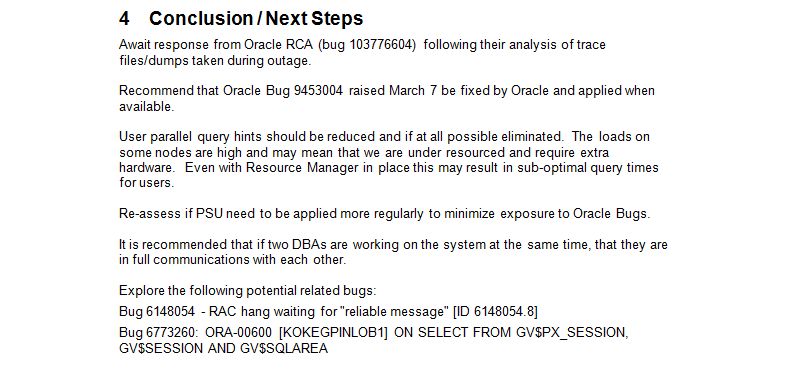 4 Conclusion / Next Steps
Await response from Oracle RCA (bug 103776604) following their analysis of trace
files/dumps taken during outage.
Recommend that Oracle Bug 9453004 raised March 7 be fixed by Oracle and applied when
available.
User parallel query hints should be reduced and if at all possible eliminated. The loads on
some nodes are high and may mean that we are under resourced and require extra
hardware. Even with Resource Manager in place this may result in sub-optimal query times
for users.
Re-assess if PSU need to be applied more regularly to minimize exposure to Oracle Bugs.
It is recommended that if two DBAs are working on the system at the same time, that they are
in full communications with each other.
Explore the following potential related bugs:
Bug 6148054 - RAC hang waiting for "reliable message" [ID 6148054.8]
Bug 6773260: ORA-00600 [KOKEGPINLOB1] ON SELECT FROM GV$PX_SESSION,
GV$SESSION AND GV$SQLAREA